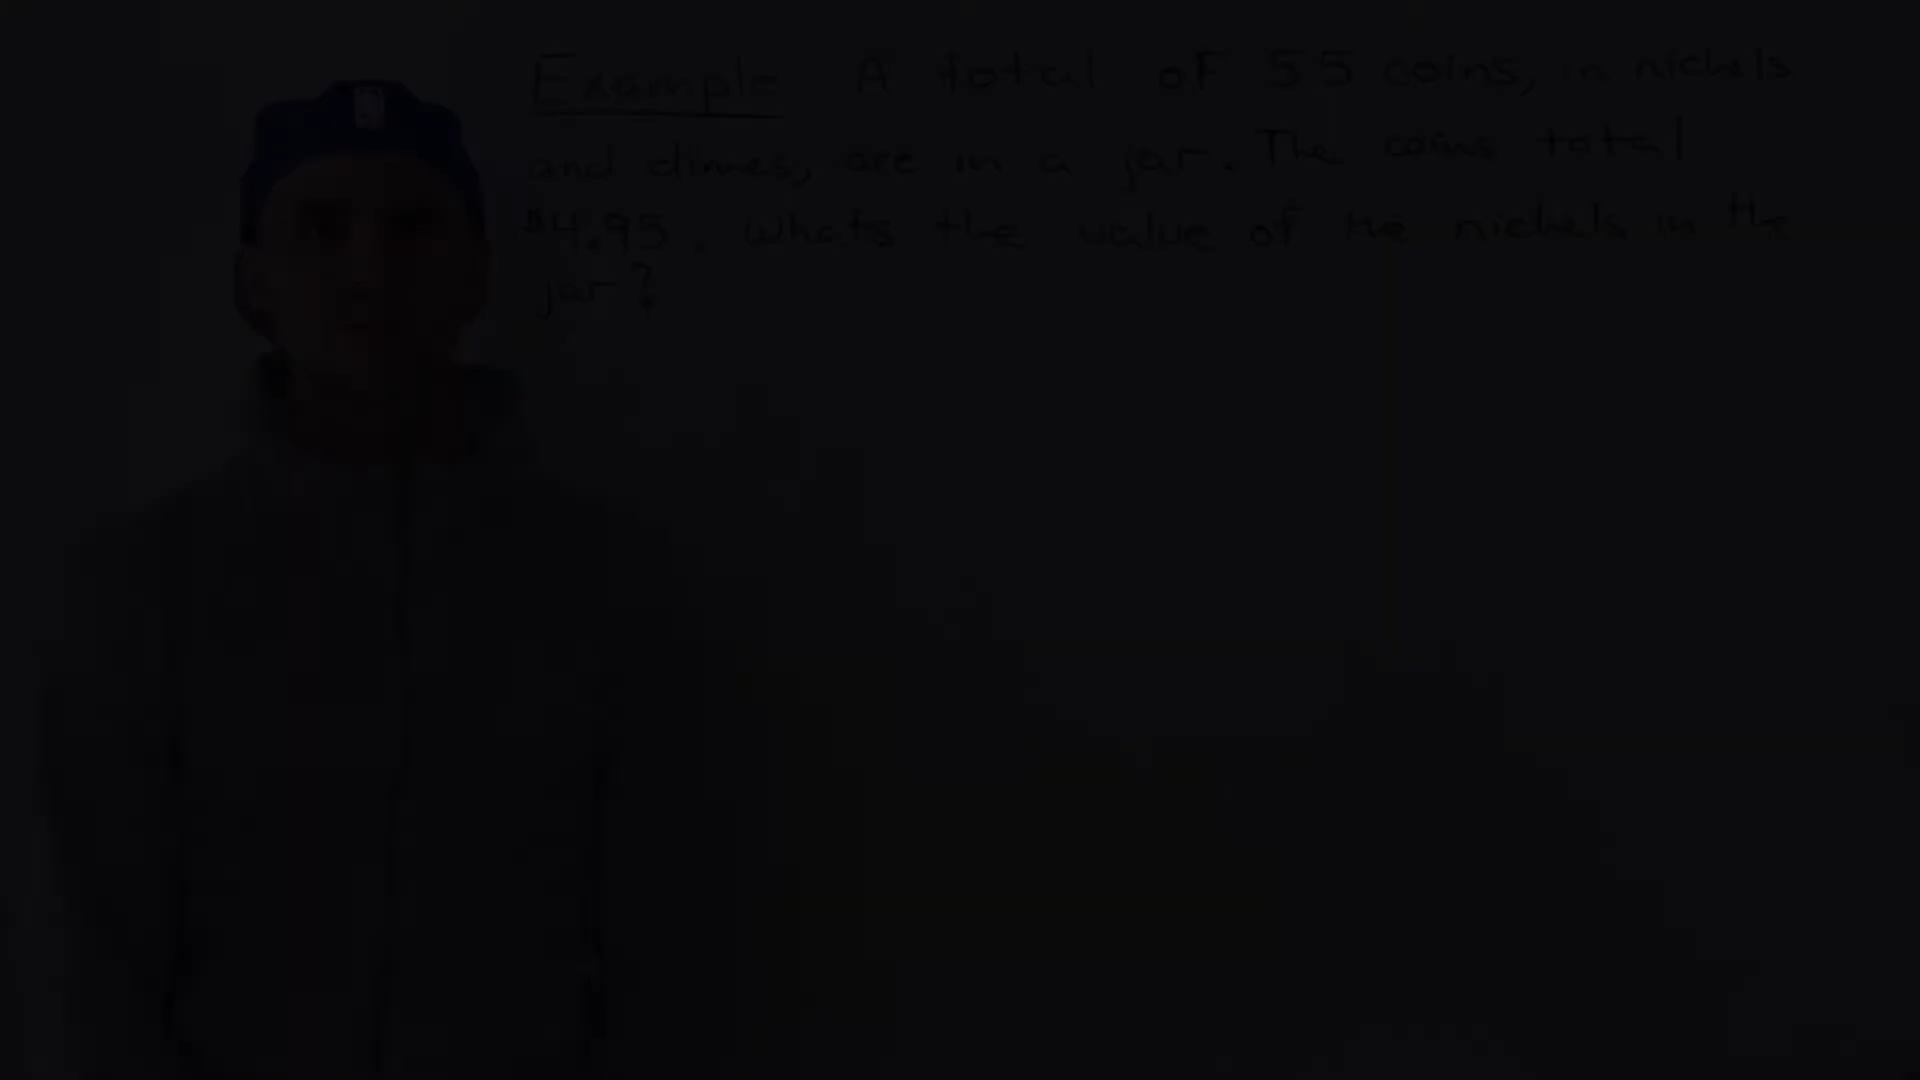 Example A total of 55 coins, in nickels
and dimes, are in a jar. The coins total
$4.95. Whats the value of the nickels in the
jar?